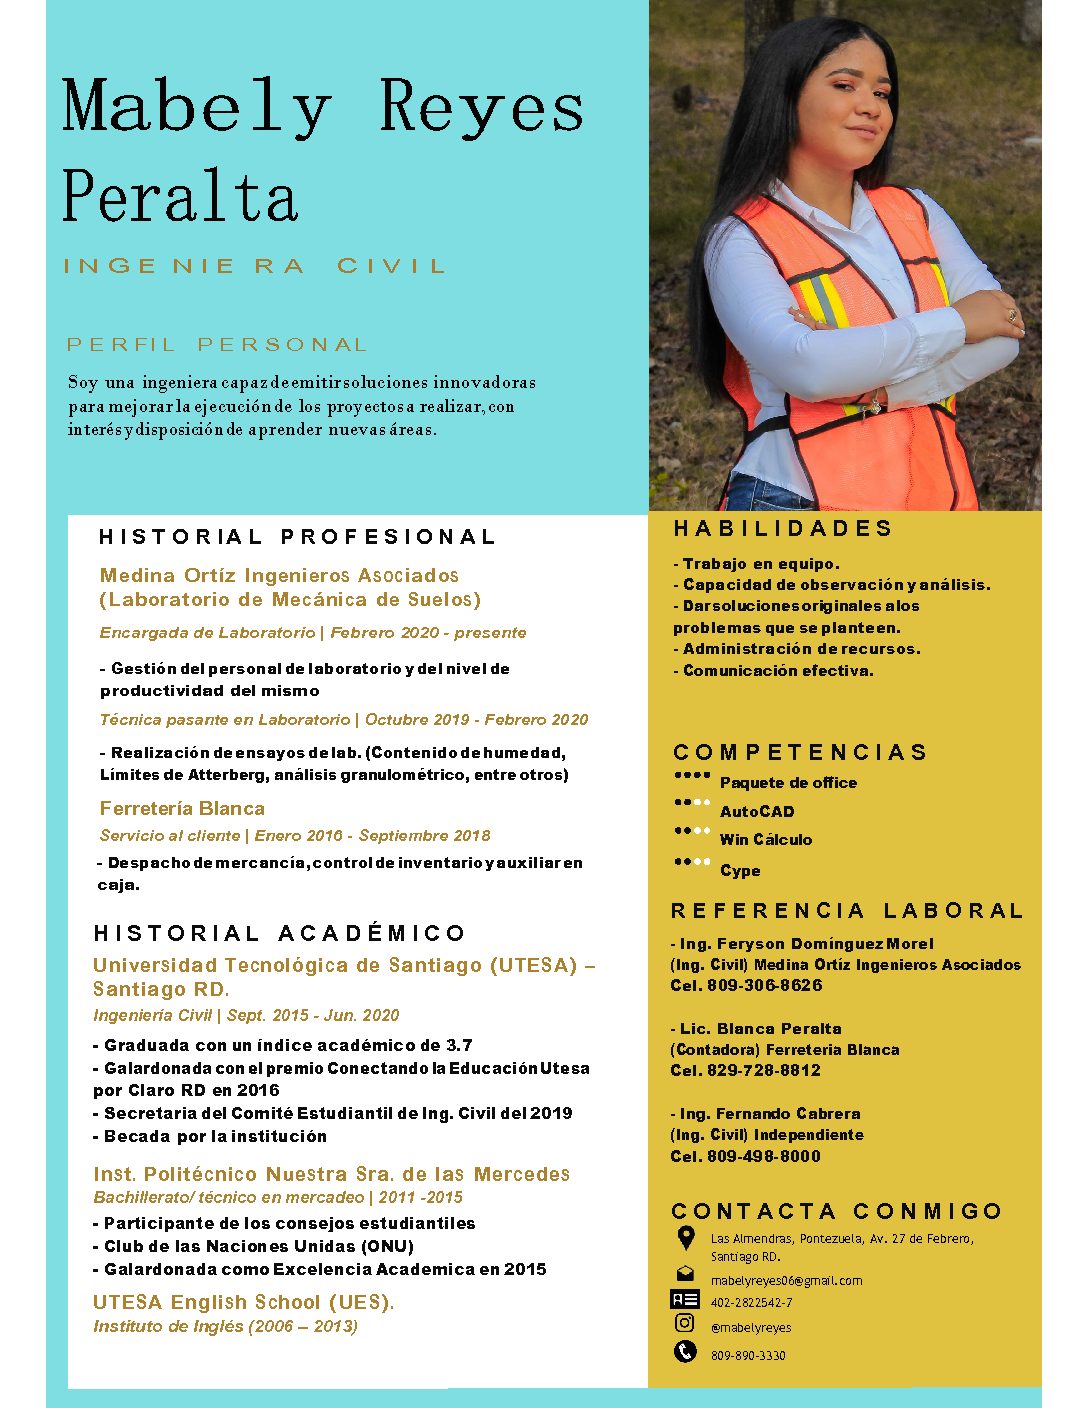 Mabely Reyes
Peralta
INGENIERA CIVIL
PERFIL PERSONAL
Soy una ingeniera capaz de emitir soluciones innovadoras
para mejorar la ejecución de los proyectos a realizar, con
interés y disposición de aprender nuevas áreas.
HISTORIAL PROFESIONAL
Medina Ortíz Ingenieros Asociados
(Laboratorio de Mecánica de Suelos)
Encargada de Laboratorio | Febrero 2020 - presente
- Gestión del personal de laboratorio y del nivel de
productividad del mismo
Técnica pasante en Laboratorio | Octubre 2019 - Febrero 2020
- Realización de ensayos de lab. (Contenido de humedad,
Límites de Atterberg, análisis granulométrico, entre otros)
Ferretería Blanca
Servicio al cliente | Enero 2016 - Septiembre 2018
- Despacho de mercancía, control de inventario y auxiliar en
caja.
HISTORIAL ACADÉMICO
Universidad Tecnológica de Santiago (UTESA) –
Santiago RD.
Ingeniería Civil | Sept. 2015 - Jun. 2020
- Graduada con un índice académico de 3.7
- Galardonada con el premio Conectando la Educación Utesa
por Claro RD en 2016
- Secretaria del Comité Estudiantil de Ing. Civil del 2019
- Becada por la institución
Inst. Politécnico Nuestra Sra. de las Mercedes
Bachillerato/ técnico en mercadeo | 2011 -2015
- Participante de los consejos estudiantiles
- Club de las Naciones Unidas (ONU)
- Galardonada como Excelencia Academica en 2015
UTESA English School (UES).
Instituto de Inglés (2006 – 2013)
HABILIDADES
- Trabajo en equipo.
- Capacidad de observación y análisis.
- Dar soluciones originales a los
problemas que se planteen.
- Administración de recursos.
- Comunicación efectiva.
COMPETENCIAS
Paquete de office
AutoCAD
Win Cálculo
Cype
REFERENCIA LABORAL
- Ing. Feryson Domínguez Morel
(Ing. Civil) Medina Ortíz Ingenieros Asociados
Cel. 809-306-8626
- Lic. Blanca Peralta
(Contadora) Ferreteria Blanca
Cel. 829-728-8812
- Ing. Fernando Cabrera
(Ing. Civil) Independiente
Cel. 809-498-8000
CONTACTA CONMIGO
Las Almendras, Pontezuela, Av. 27 de Febrero,
Santiago RD.
mabelyreyes06@gmail.com
402-2822542-7
@mabelyreyes
809-890-3330